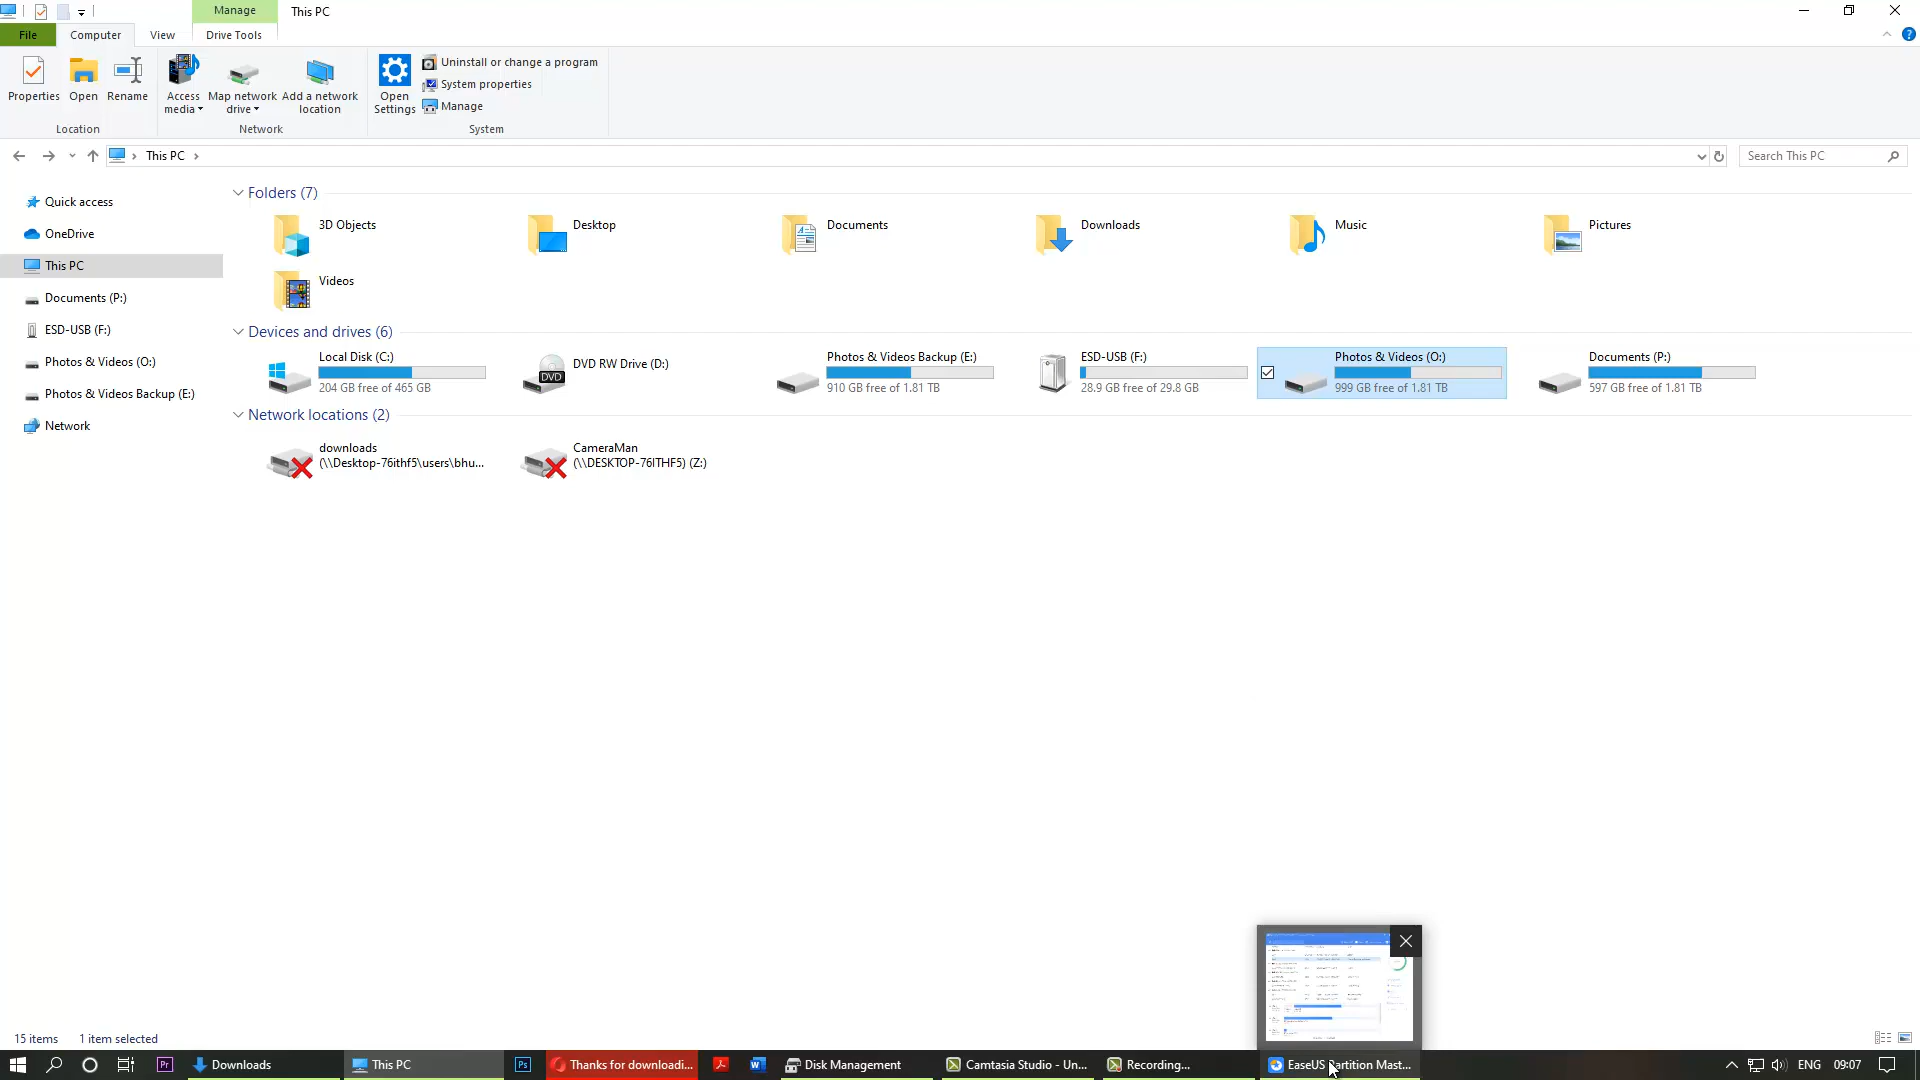 Manage
This PC
File
Computer
View
Drive Tools
Properties
Open
Rename
Access media
Map network drive
Add a network location
Open Settings
Uninstall or change a program
System properties
Manage
Location
Network
System
This PC
Search This PC
Quick access
OneDrive
This PC
Documents (P:)
ESD-USB (F:)
Photos & Videos (O:)
Photos & Videos Backup (E:)
Network
Folders (7)
3D Objects
Desktop
Documents
Downloads
Music
Pictures
Videos
Devices and drives (6)
Local Disk (C:)
204 GB free of 465 GB
DVD
DVD RW Drive (D:)
Photos & Videos Backup (E:)
910 GB free of 1.81 TB
ESD-USB (F:)
28.9 GB free of 29.8 GB
Photos & Videos (O:)
999 GB free of 1.81 TB
Documents (P:)
597 GB free of 1.81 TB
Network locations (2)
downloads
(\\Desktop-76ithf5\users\bhu...
CameraMan
(\\DESKTOP-76ITHF5) (Z:)
15 items
1 item selected
Pr
Downloads
This PC
Ps
Thanks for downloadi...
W
Disk Management
Camtasia Studio - Un...
Recording...
EaseUS Partition Mast...
ENG
09:07